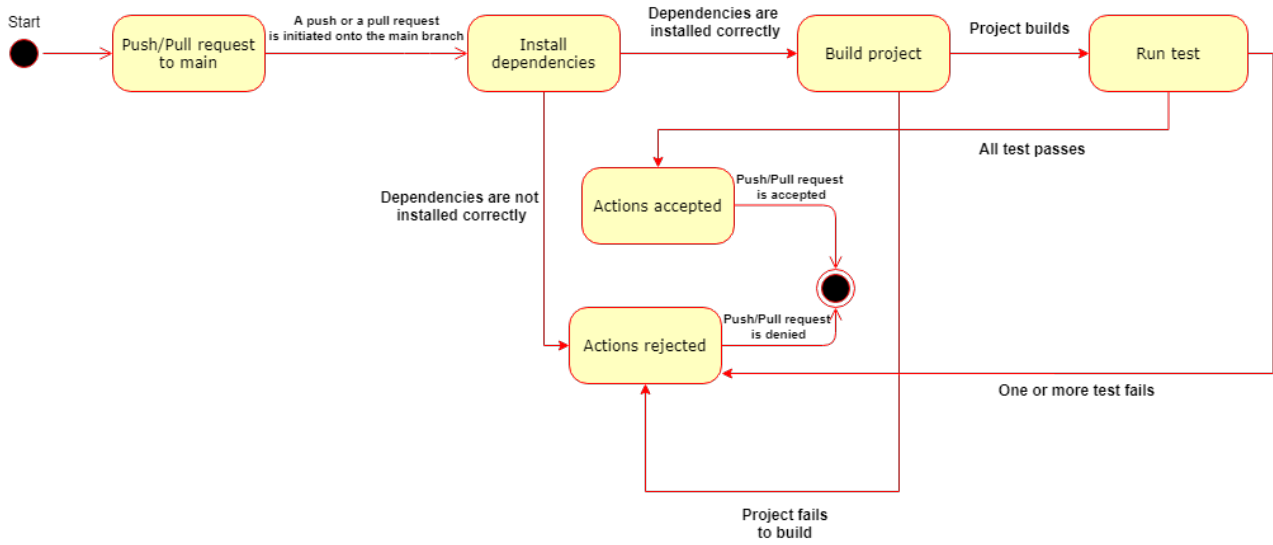 Start
Push/Pull request
to main
A push or a pull request
is initiated onto the main branch
Install
dependencies
Dependencies are
installed correctly
Build project
Project builds
Run test
All test passes
Dependencies are not
installed correctly
Actions accepted
Push/Pull request
is accepted
Actions rejected
Push/Pull request
is denied
One or more test fails
Project fails
to build